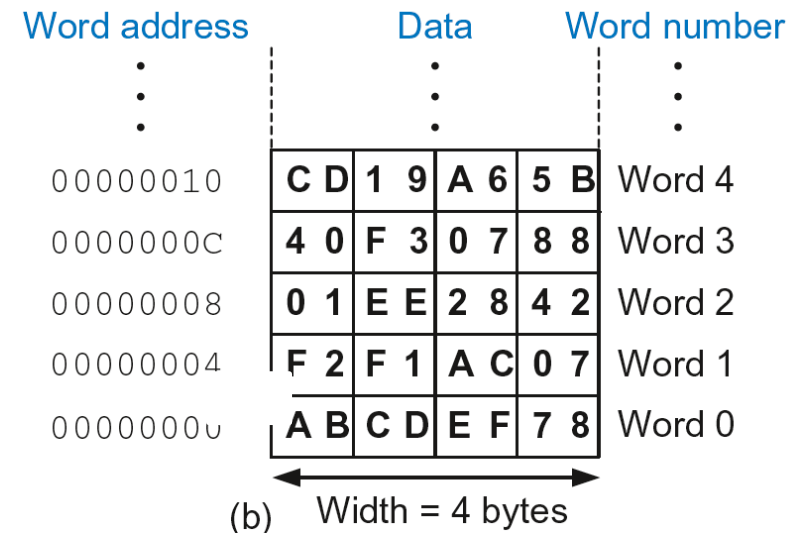 Word address Data Word number
00000010 C D 1 9 A 6 5 B Word 4
0000000C 4 0 F 3 0 7 8 8 Word 3
00000008 0 1 E E 2 8 4 2 Word 2
00000004 F 2 F 1 A C 0 7 Word 1
00000000 A B C D E F 7 8 Word 0
(b) Width = 4 bytes